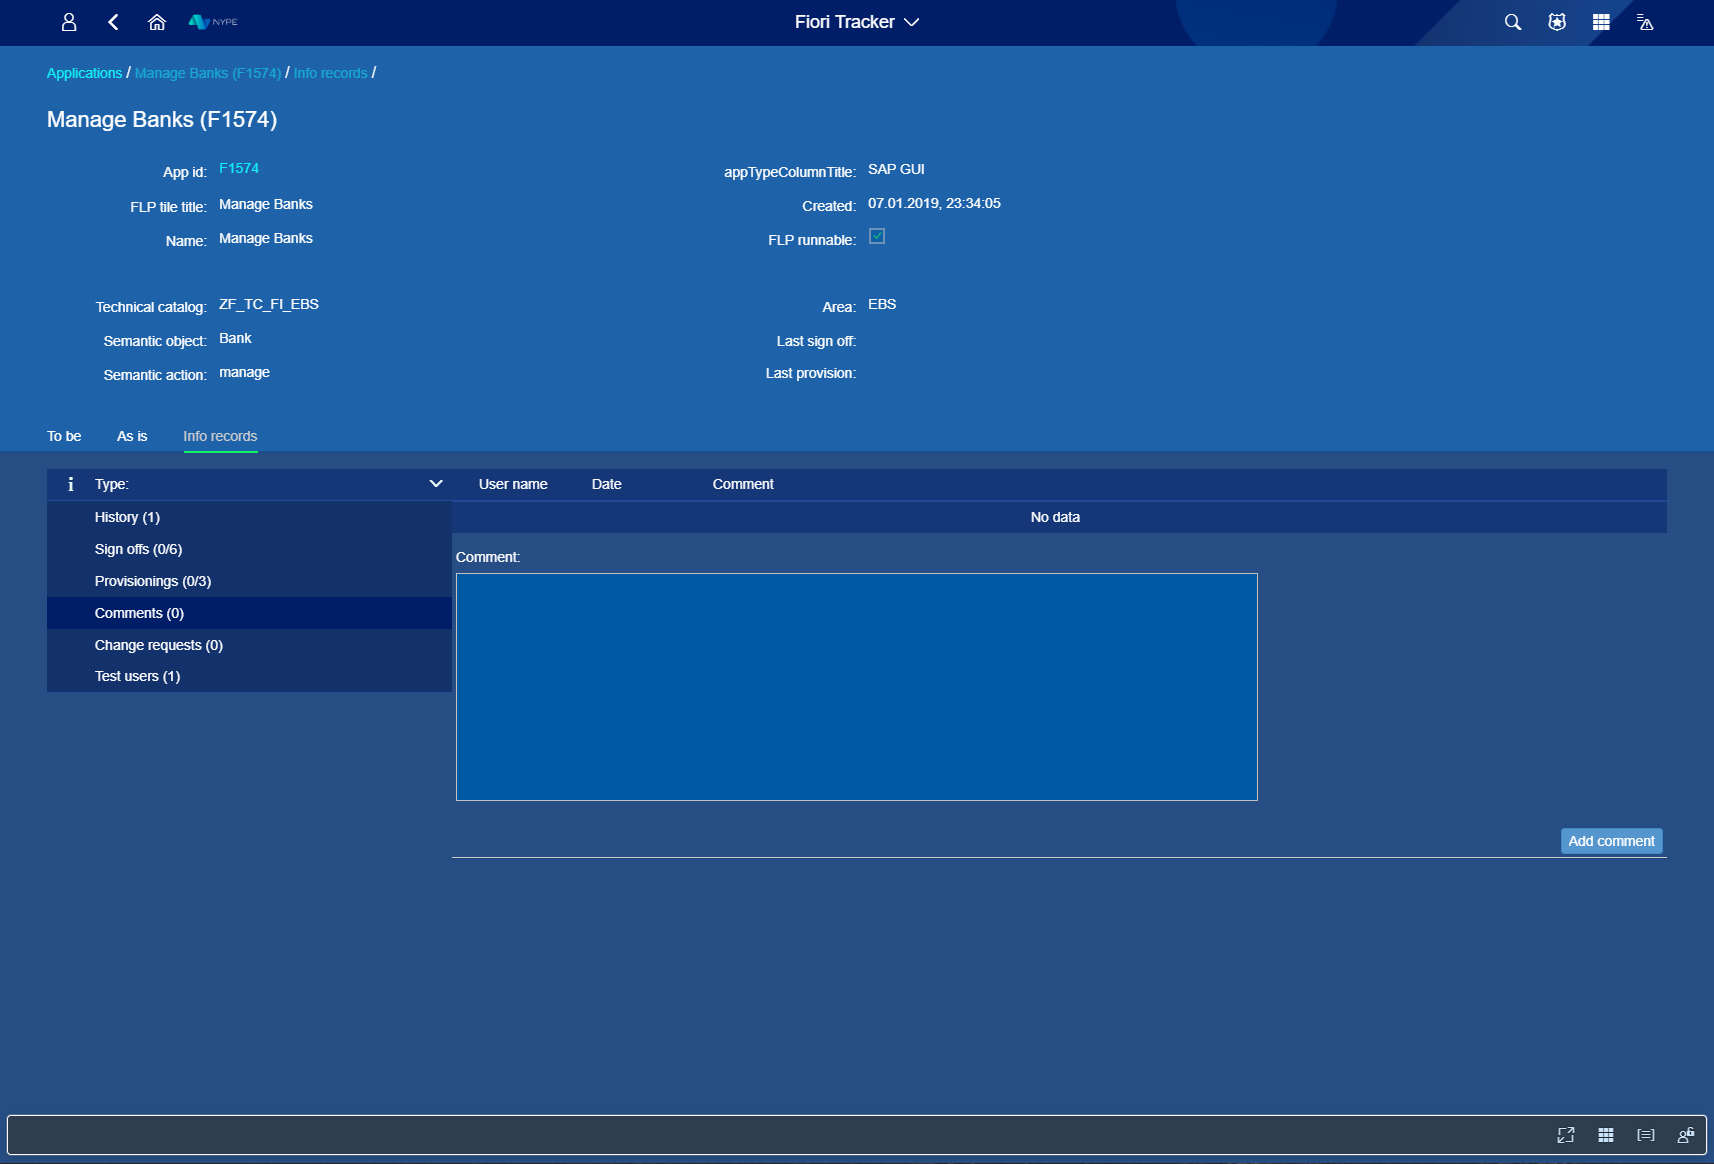 NYPE
Fiori Tracker
Applications / Manage Banks (F1574) / Info records /
Manage Banks (F1574)
App id: F1574
appTypeColumnTitle: SAP GUI
FLP tile title: Manage Banks
Created: 07.01.2019, 23:34:05
Name: Manage Banks
FLP runnable:
Technical catalog: ZF_TC_FI_EBS
Area: EBS
Semantic object: Bank
Last sign off:
Semantic action: manage
Last provision:
To be As is Info records
Type:
User name Date Comment
History (1)
No data
Sign offs (0/6)
Comment:
Provisionings (0/3)
Comments (0)
Change requests (0)
Test users (1)
Add comment